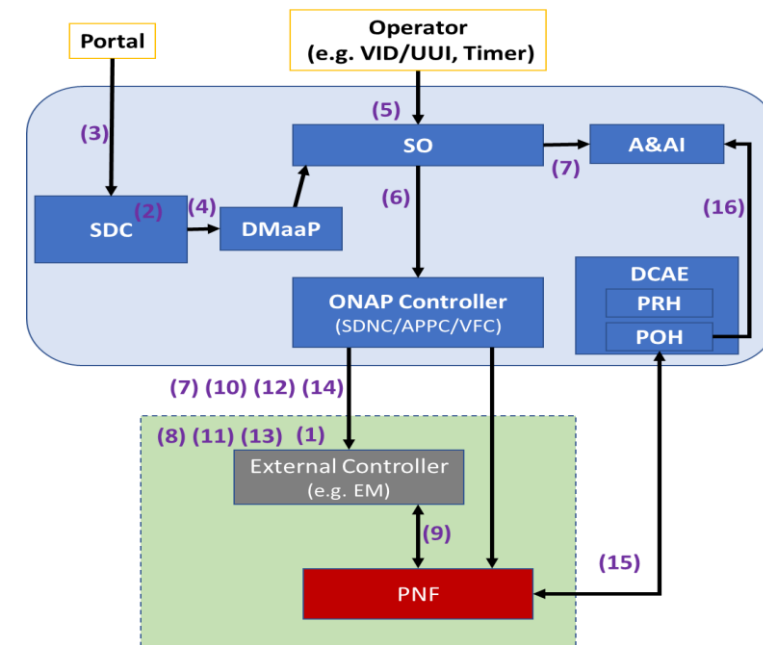 Portal
Operator
(e.g. VID/UUI, Timer)
(3)
(5)
SO
(7)
A&AI
(2)
SDC
(4)
DMaaP
(6)
(16)
ONAP Controller
(SDNC/APPC/VFC)
DCAE
PRH
POH
(7) (10) (12) (14)
(8) (11) (13) (1)
External Controller
(e.g. EM)
(9)
(15)
PNF